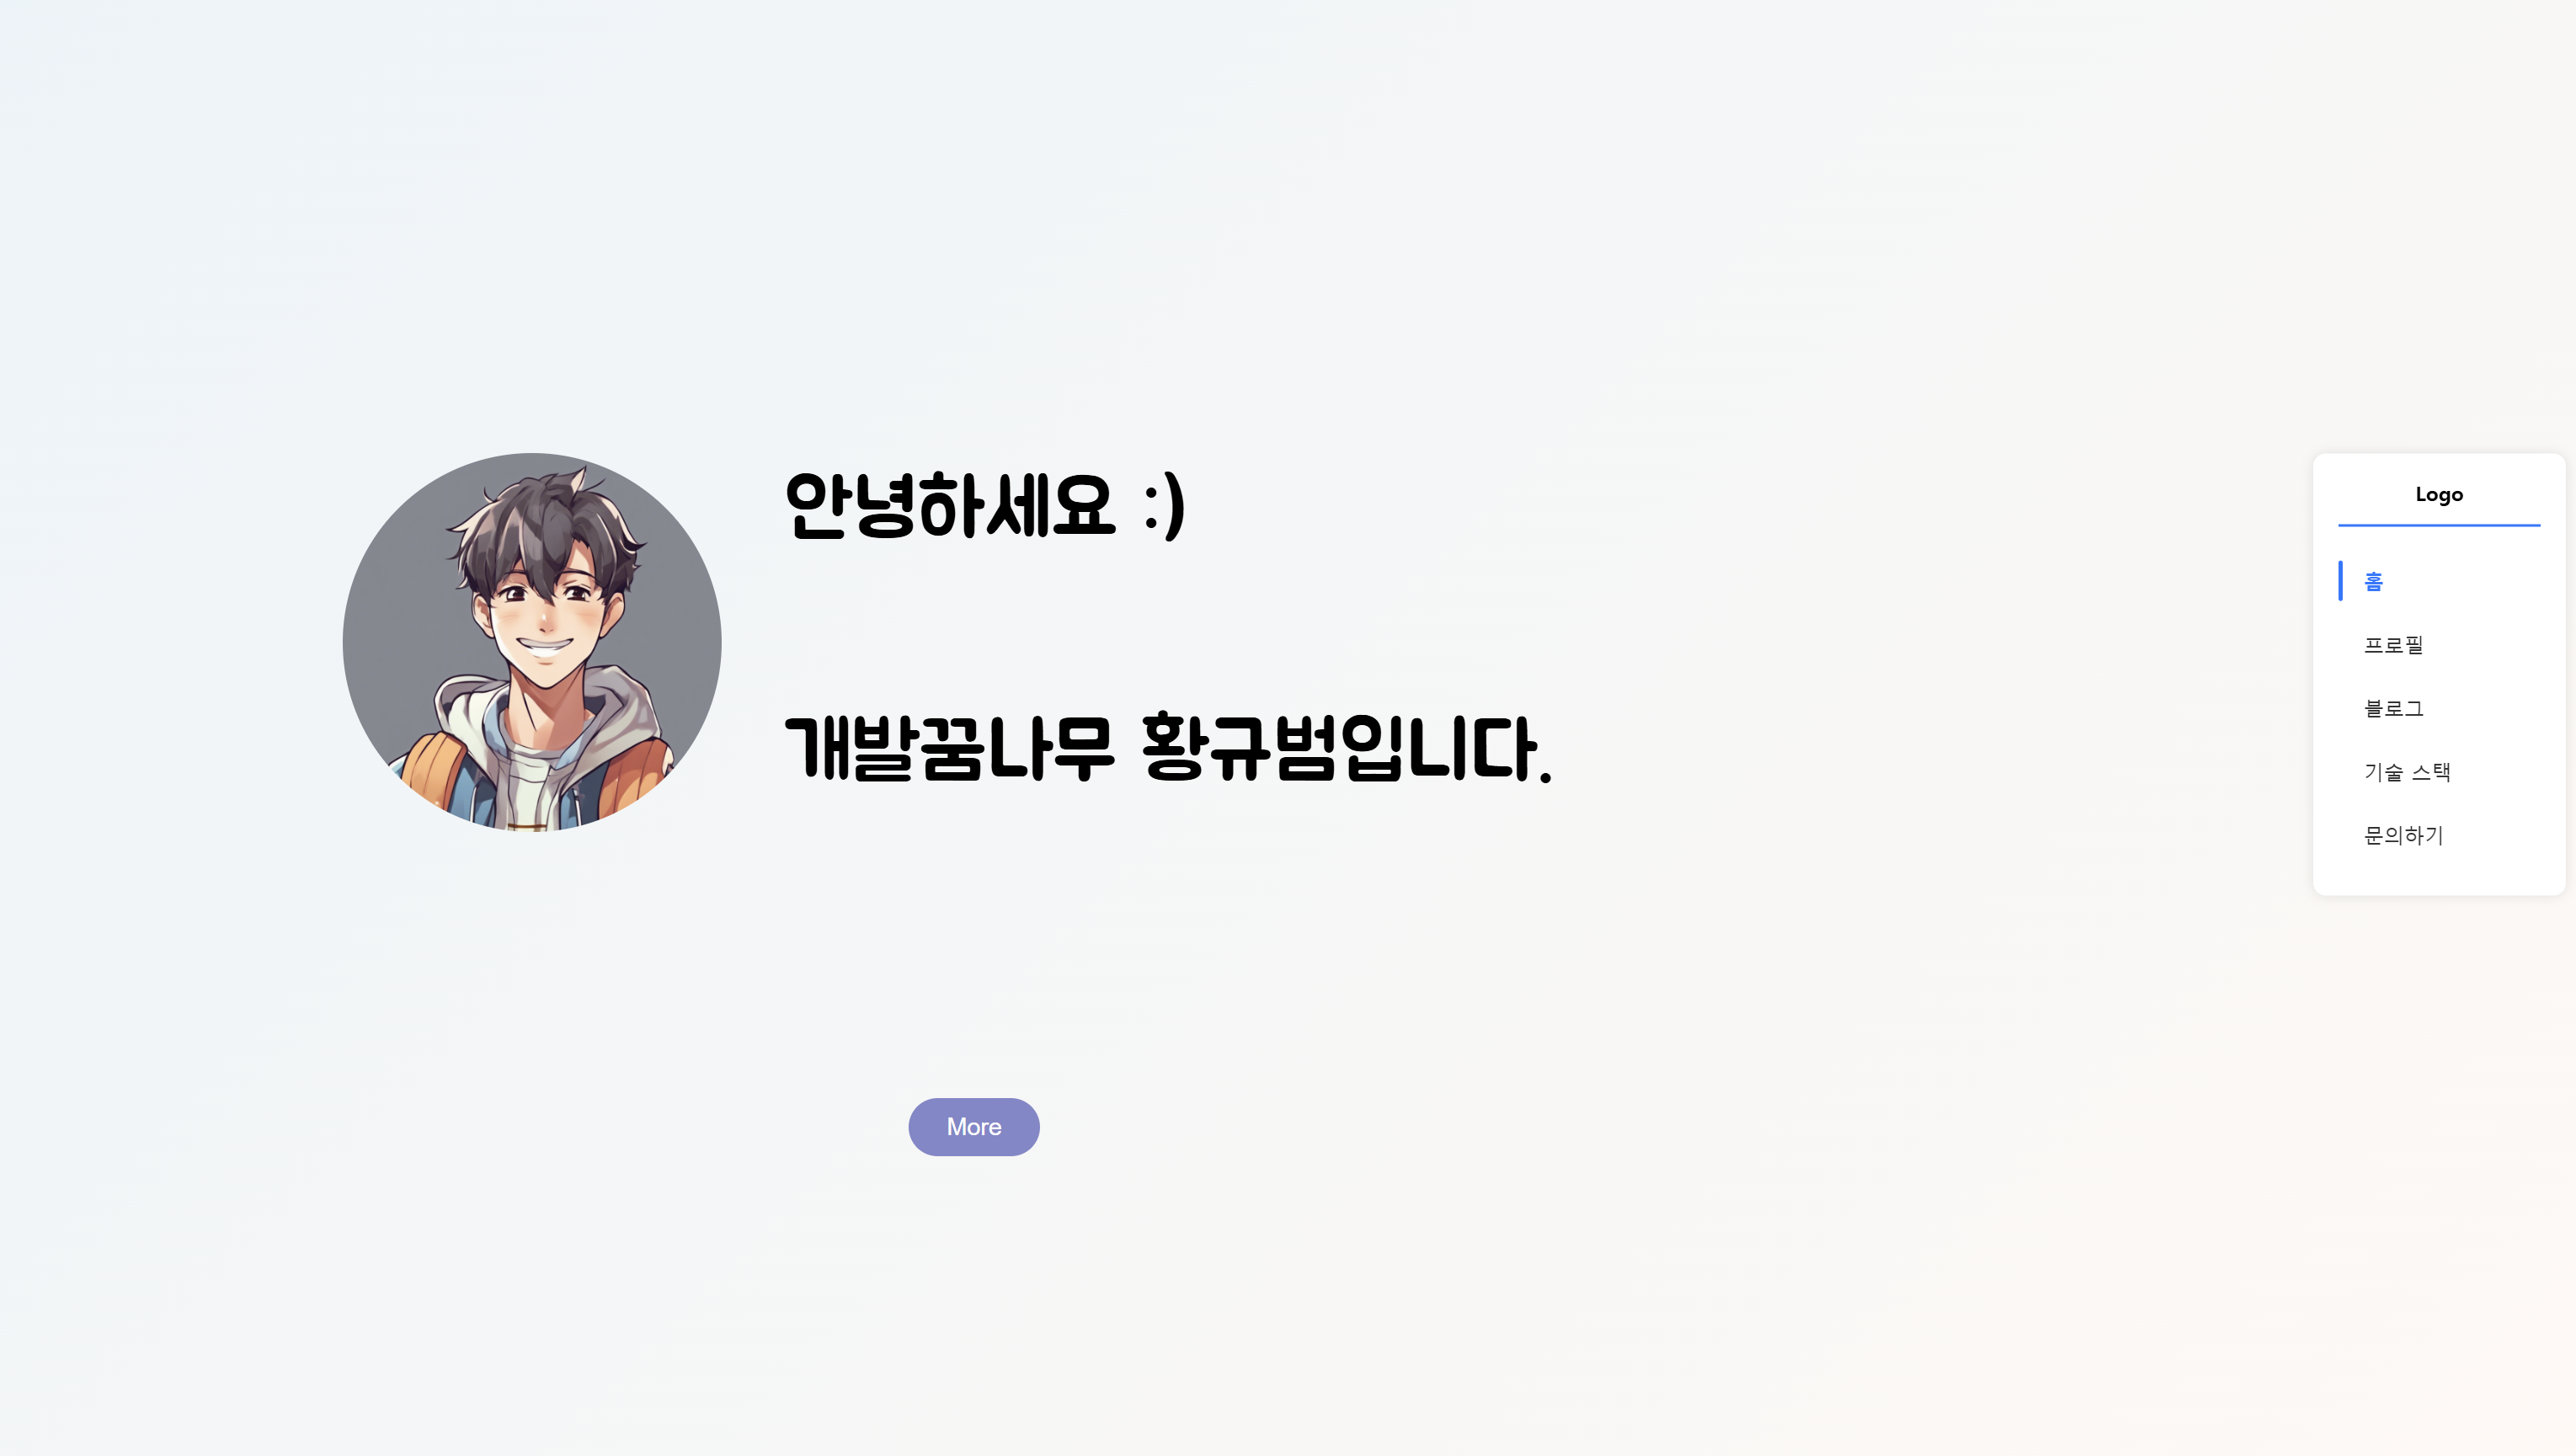 안녕하세요 :)
개발꿈나무 황규범입니다.
More
Logo
홈
프로필
블로그
기술 스택
문의하기